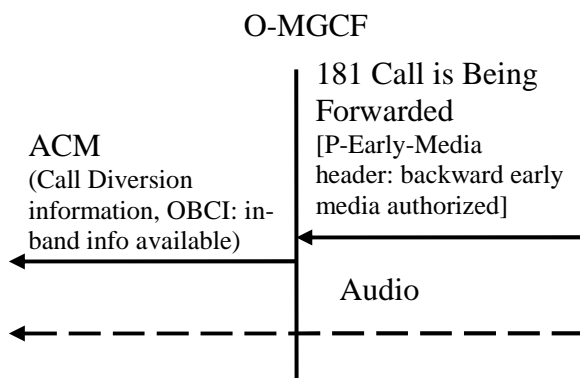 O-MGCF
181 Call is Being
Forwarded
[P-Early-Media
header: backward early
media authorized]
ACM
(Call Diversion
information, OBCI: in-
band info available)
Audio